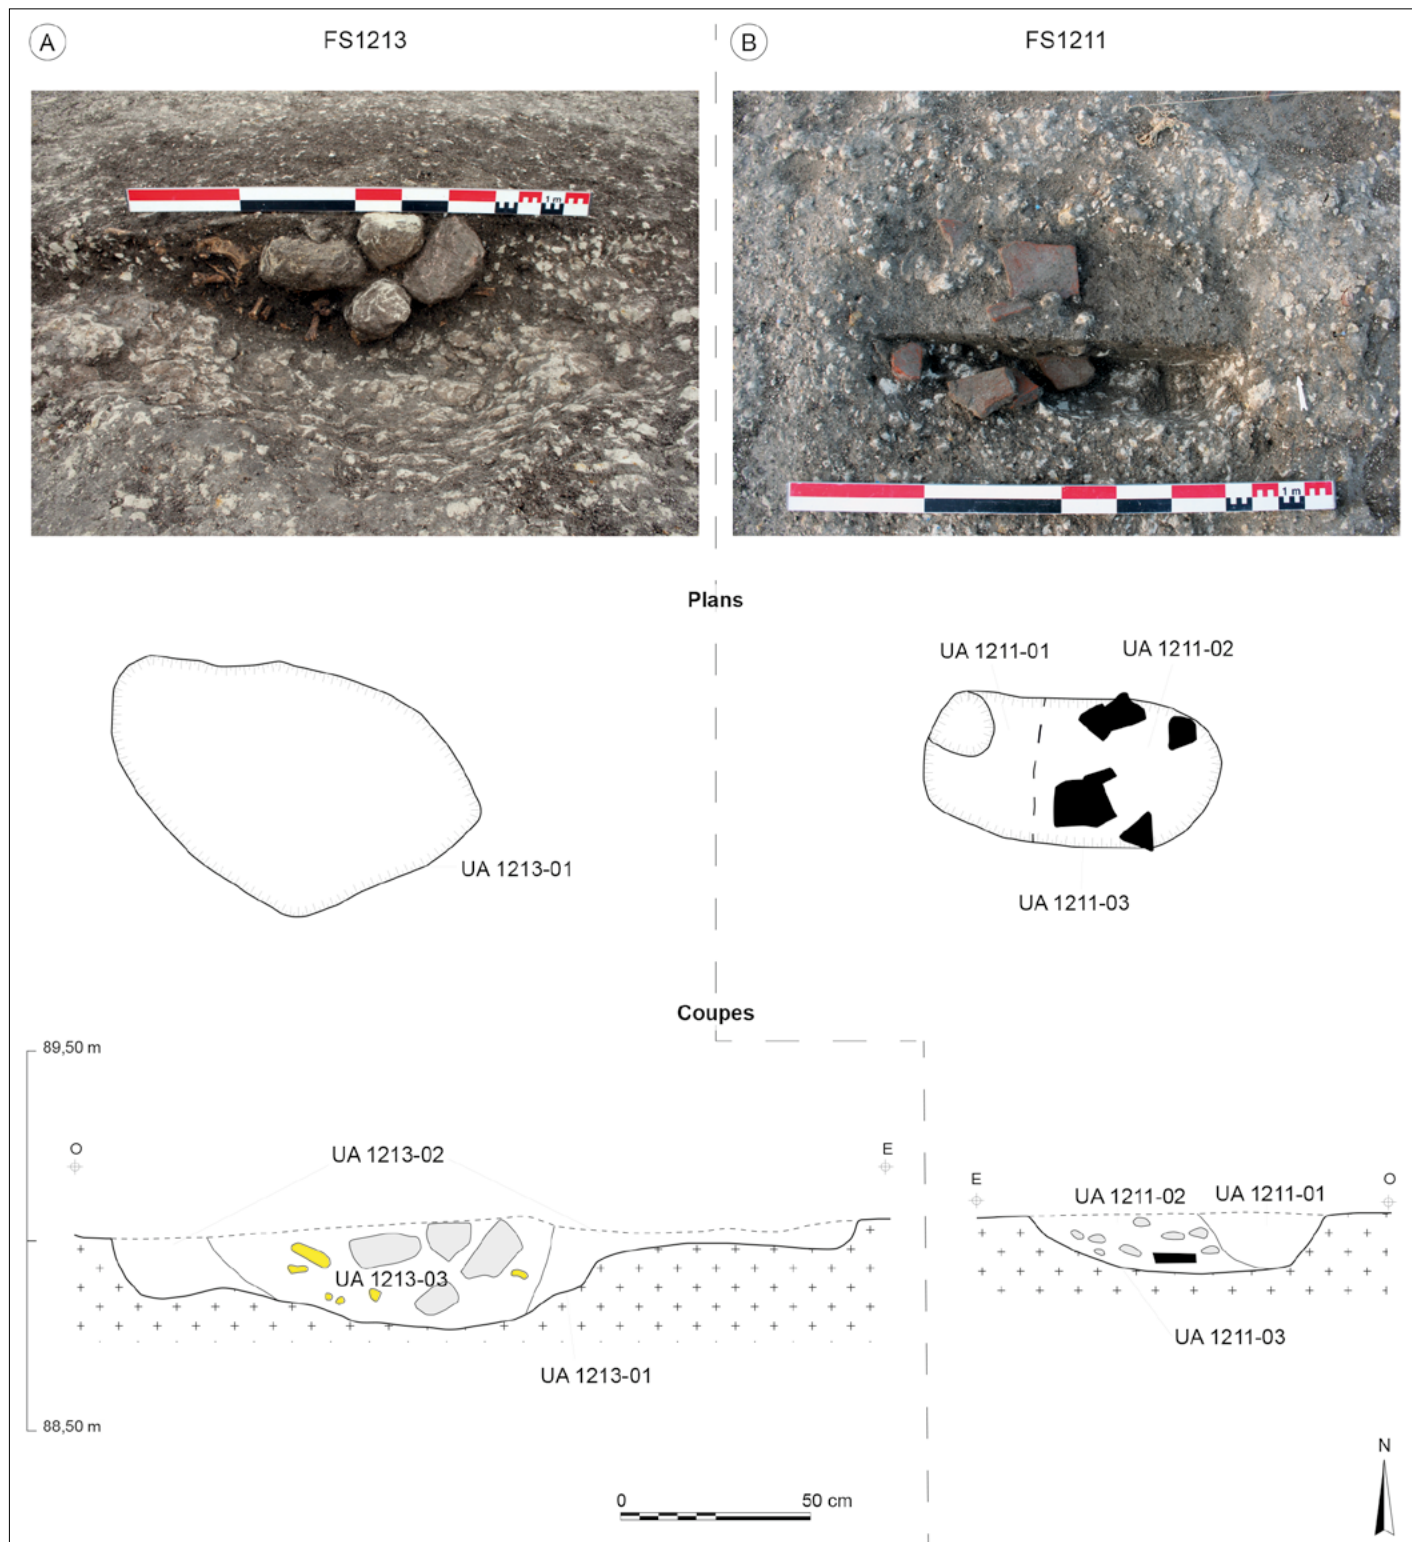 A FS1213
B FS1211
1 m
1 m
Plans
UA 1211-01 UA 1211-02
UA 1213-01
UA 1211-03
Coupes
89,50 m
O UA 1213-02 E
E UA 1211-02 UA 1211-01 O
UA 1213-03
UA 1211-03
UA 1213-01
88,50 m
0 50 cm
N